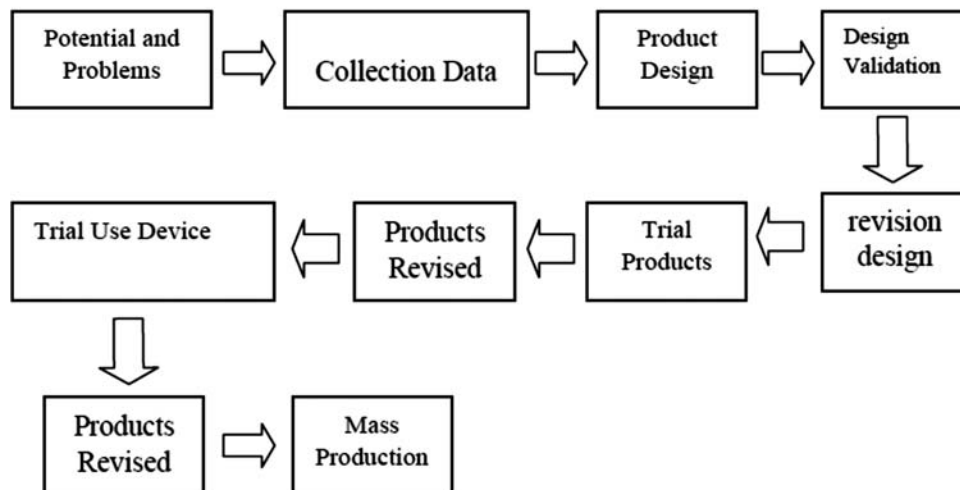 Potential and
Problems
Collection Data
Product
Design
Design
Validation
revision
design
Trial
Products
Products
Revised
Trial Use Device
Products
Revised
Mass
Production